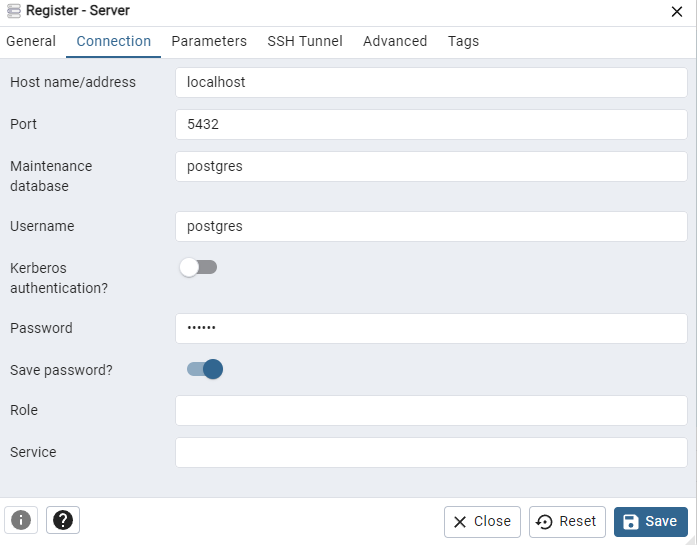 Register - Server
General Connection Parameters SSH Tunnel Advanced Tags
Host name/address localhost
Port 5432
Maintenance database postgres
Username postgres
Kerberos authentication?
Password ••••••
Save password?
Role
Service
Close Reset Save